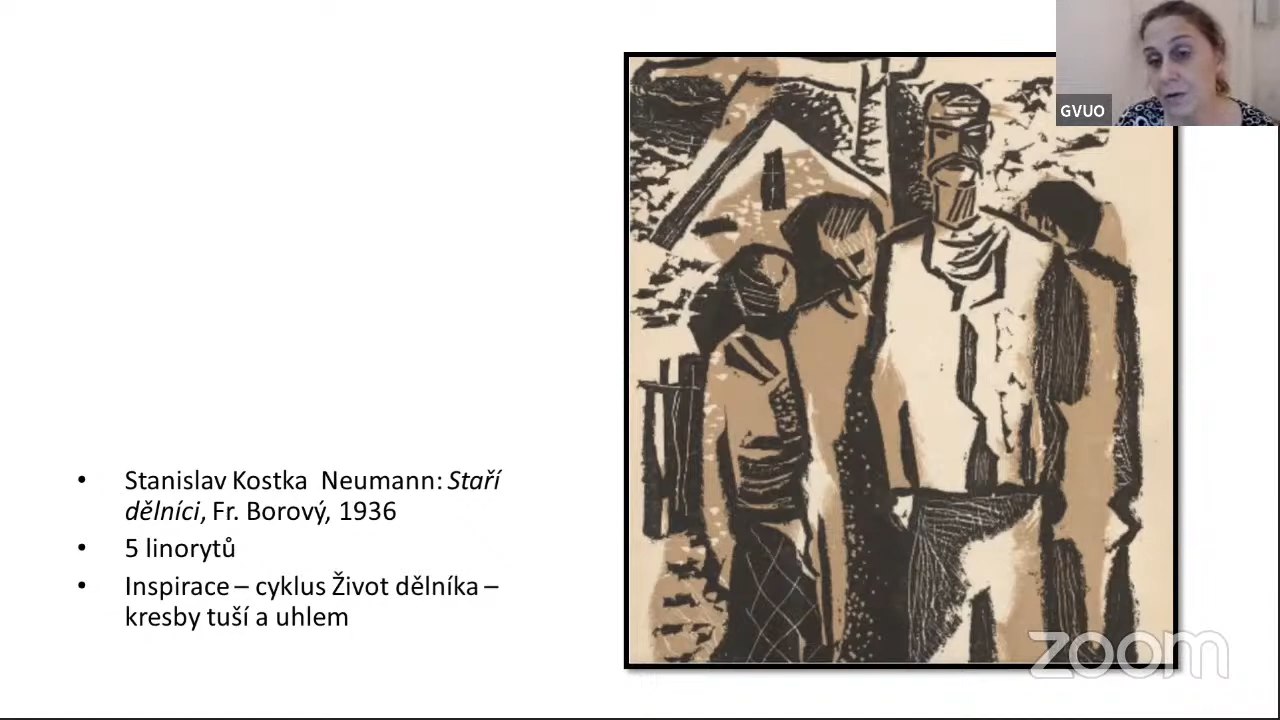 GVUO
• Stanislav Kostka  Neumann: Staří
dělníci, Fr. Borový, 1936
• 5 linorytů
• Inspirace – cyklus Život dělníka –
kresby tuší a uhlem
zoom